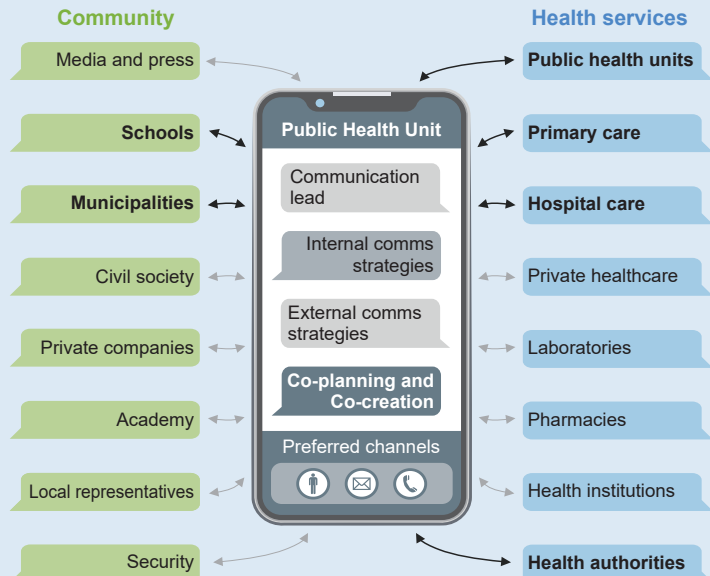 Community
Media and press
Schools
Municipalities
Civil society
Private companies
Academy
Local representatives
Security
Public Health Unit
Communication
lead
Internal comms
strategies
External comms
strategies
Co-planning and
Co-creation
Preferred channels
Health services
Public health units
Primary care
Hospital care
Private healthcare
Laboratories
Pharmacies
Health institutions
Health authorities